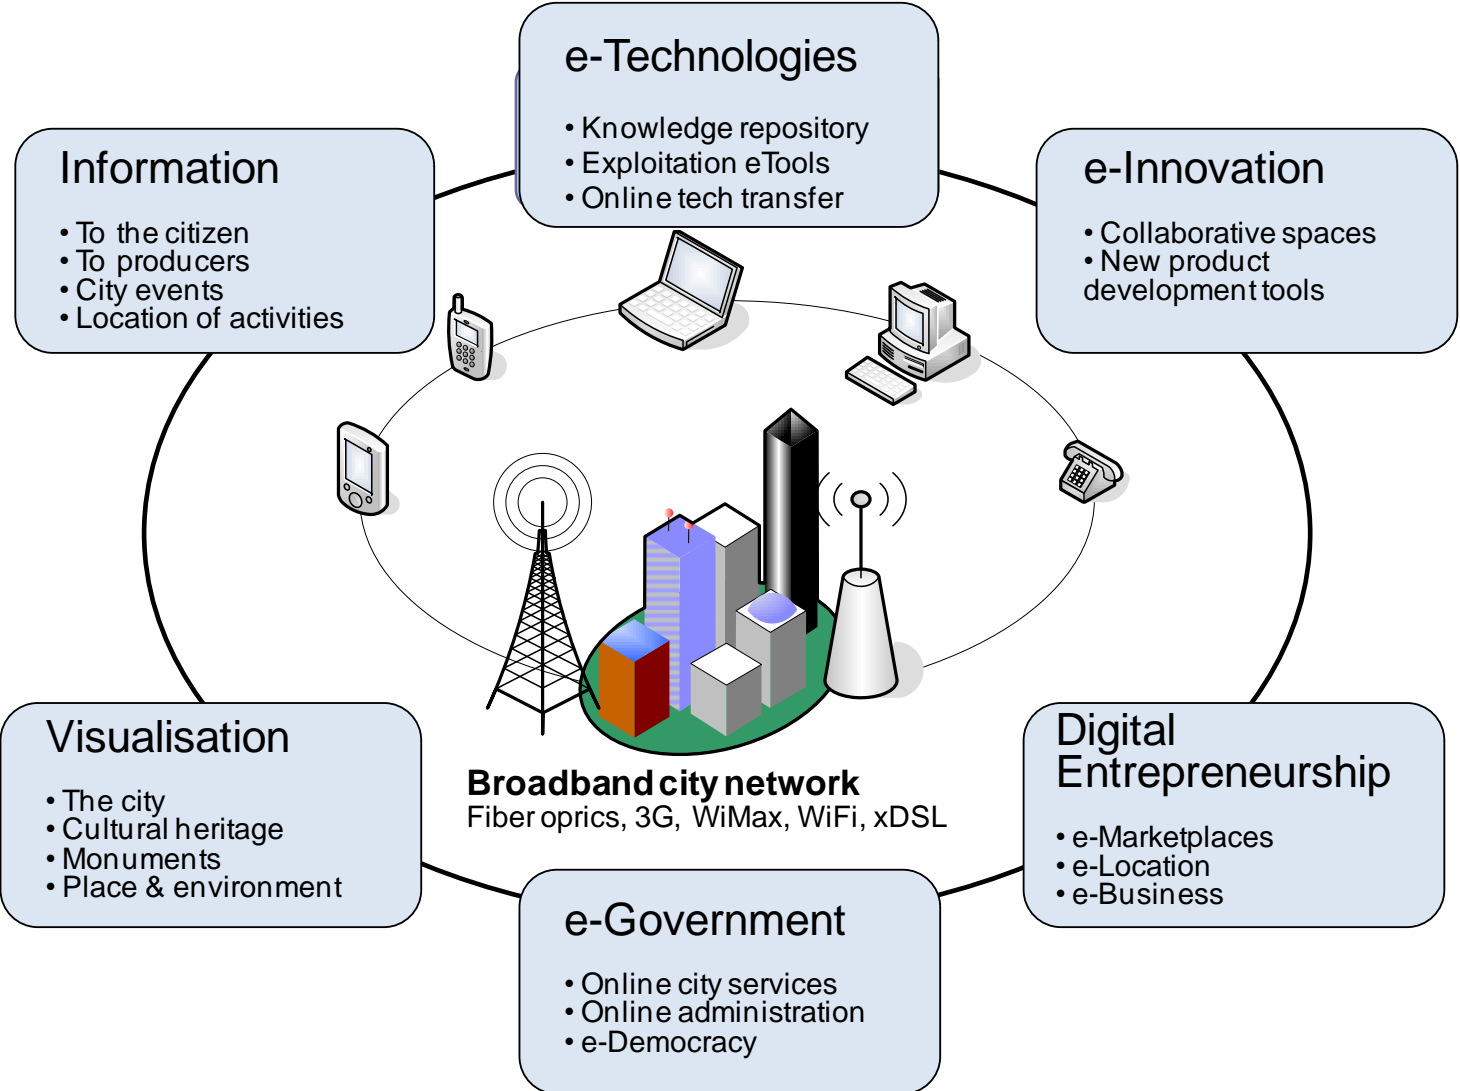 e-Technologies
• Knowledge repository
• Exploitation eTools
• Online tech transfer
Information
• To the citizen
• To producers
• City events
• Location of activities
e-Innovation
• Collaborative spaces
• New product
development tools
Visualisation
• The city
• Cultural heritage
• Monuments
• Place & environment
Broadband city network
Fiber oprics, 3G, WiMax, WiFi, xDSL
Digital
Entrepreneurship
• e-Marketplaces
• e-Location
• e-Business
e-Government
• Online city services
• Online administration
• e-Democracy